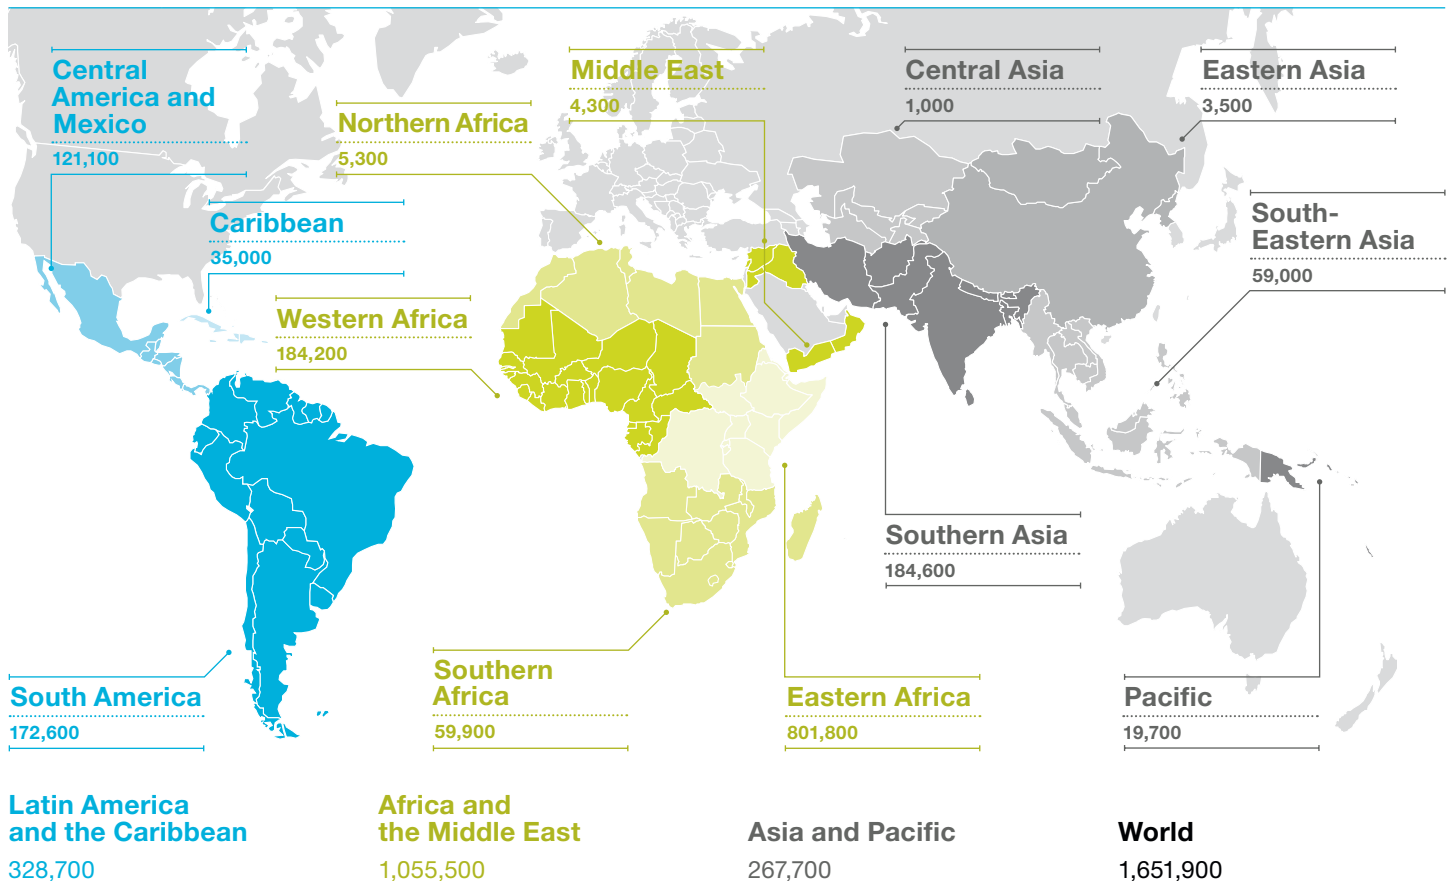 Central
America and
Mexico
121,100
Caribbean
35,000
Northern Africa
5,300
Western Africa
184,200
Middle East
4,300
Central Asia
1,000
Eastern Asia
3,500
South-
Eastern Asia
59,000
Southern Asia
184,600
South America
172,600
Southern
Africa
59,900
Eastern Africa
801,800
Pacific
19,700
Latin America
and the Caribbean
328,700
Africa and
the Middle East
1,055,500
Asia and Pacific
267,700
World
1,651,900